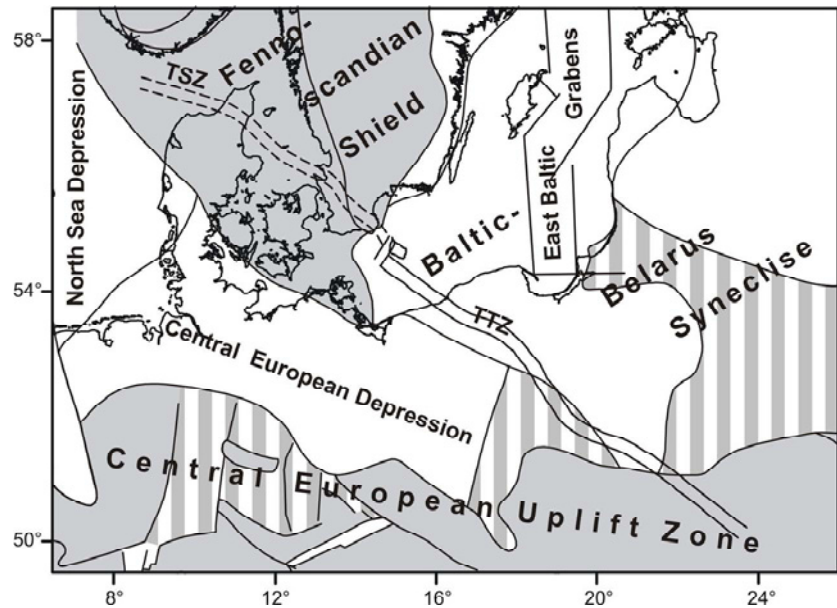 58°
54°
50°
8°
12°
16°
20°
24°
North Sea Depression
TSZ
Fenno-
scandian
Shield
East Baltic
Grabens
Baltic-
Belarus
Syneclise
TTZ
Central European Depression
Central European Uplift Zone